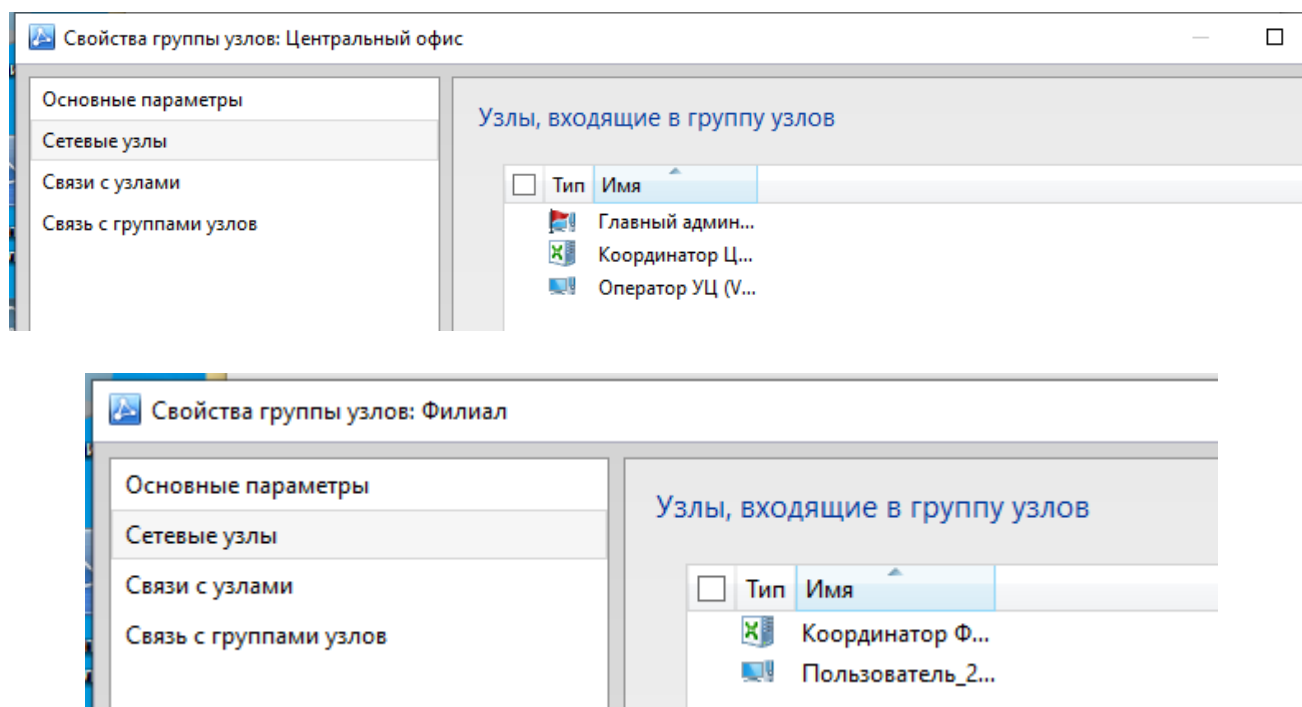 Свойства группы узлов: Центральный офис
Основные параметры
Сетевые узлы
Связи с узлами
Связь с группами узлов
Узлы, входящие в группу узлов
Тип Имя
Главный админ...
Координатор Ц...
Оператор УЦ (V...
Свойства группы узлов: Филиал
Основные параметры
Сетевые узлы
Связи с узлами
Связь с группами узлов
Узлы, входящие в группу узлов
Тип Имя
Координатор Ф...
Пользователь_2...